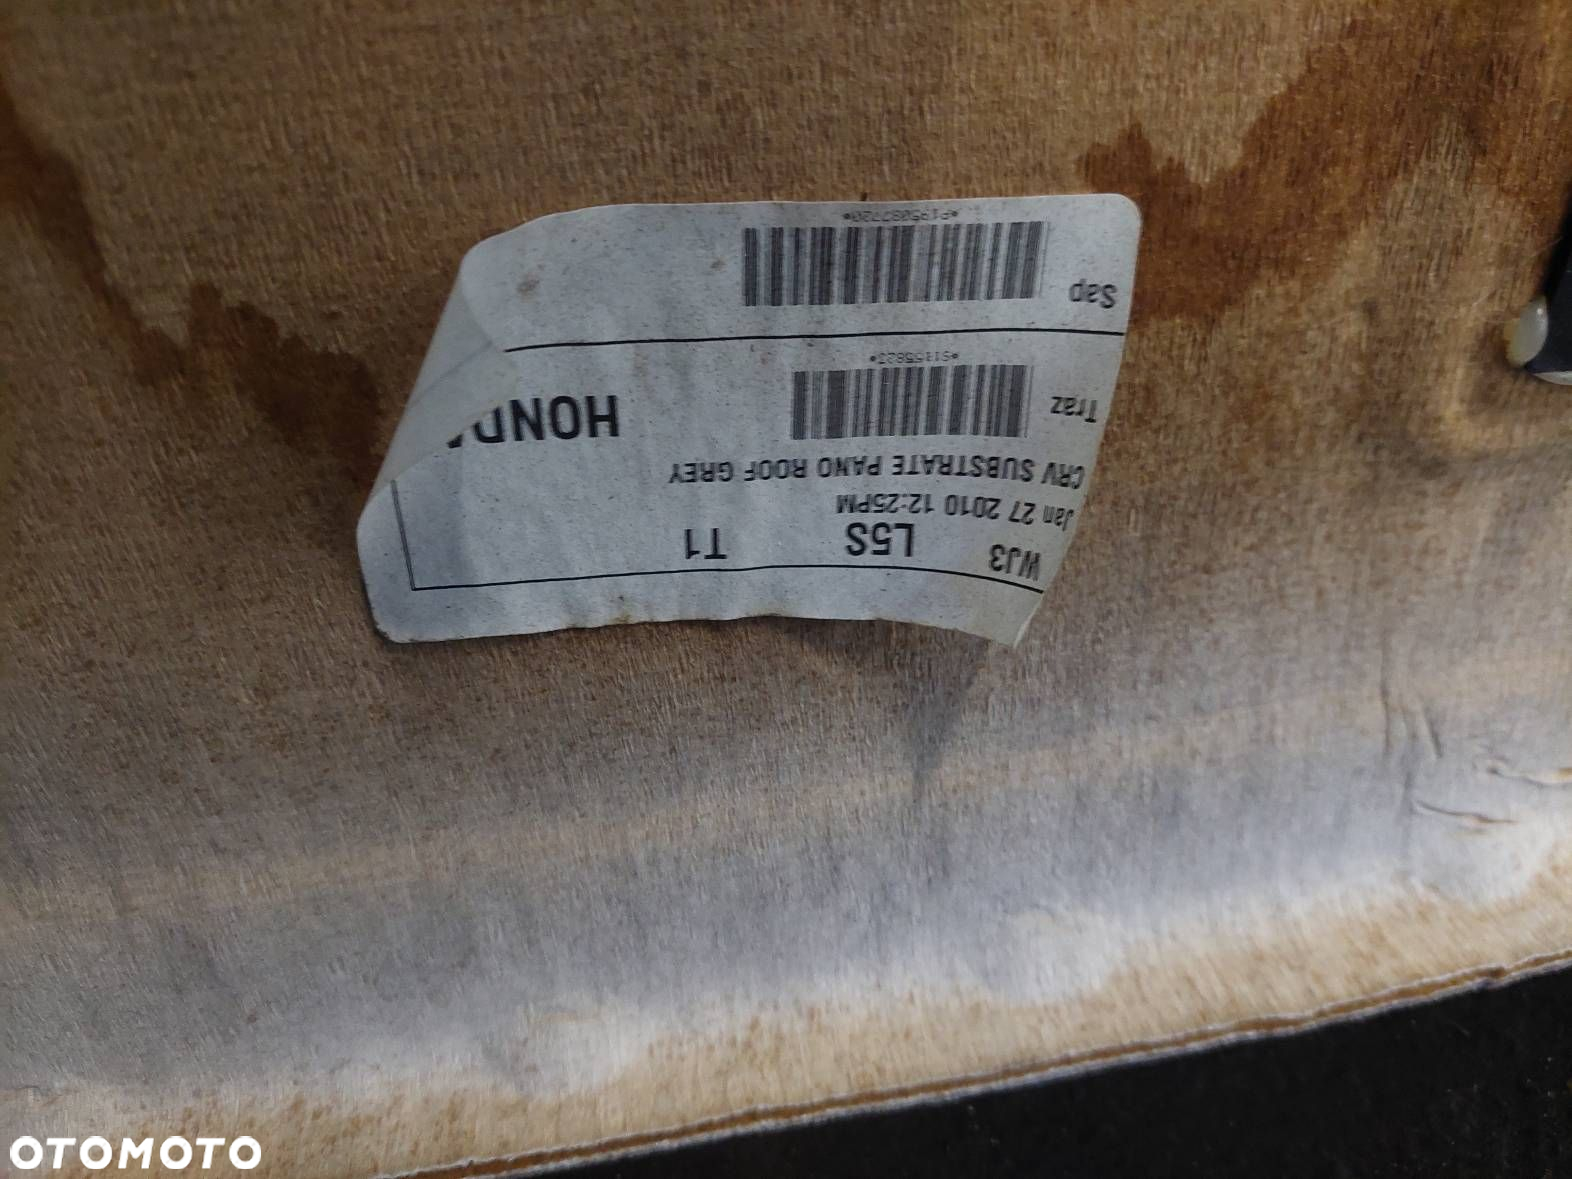 WJ3 L5S T1
Jan 27 2010 12:25PM
CRV SUBSTRATE PANO ROOF GREY
Traz HONDA
Sap
OTOMOTO